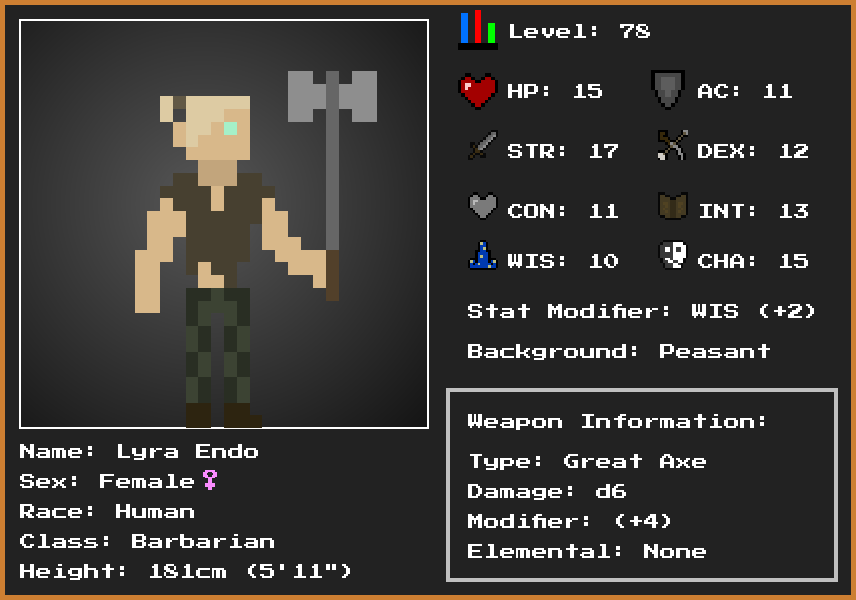 Level: 78
HP: 15 AC: 11
STR: 17 DEX: 12
CON: 11 INT: 13
WIS: 10 CHA: 15
Stat Modifier: WIS (+2)
Background: Peasant
Weapon Information:
Type: Great Axe
Damage: d6
Modifier: (+4)
Elemental: None
Name: Lyra Endo
Sex: Female♀
Race: Human
Class: Barbarian
Height: 181cm (5'11")